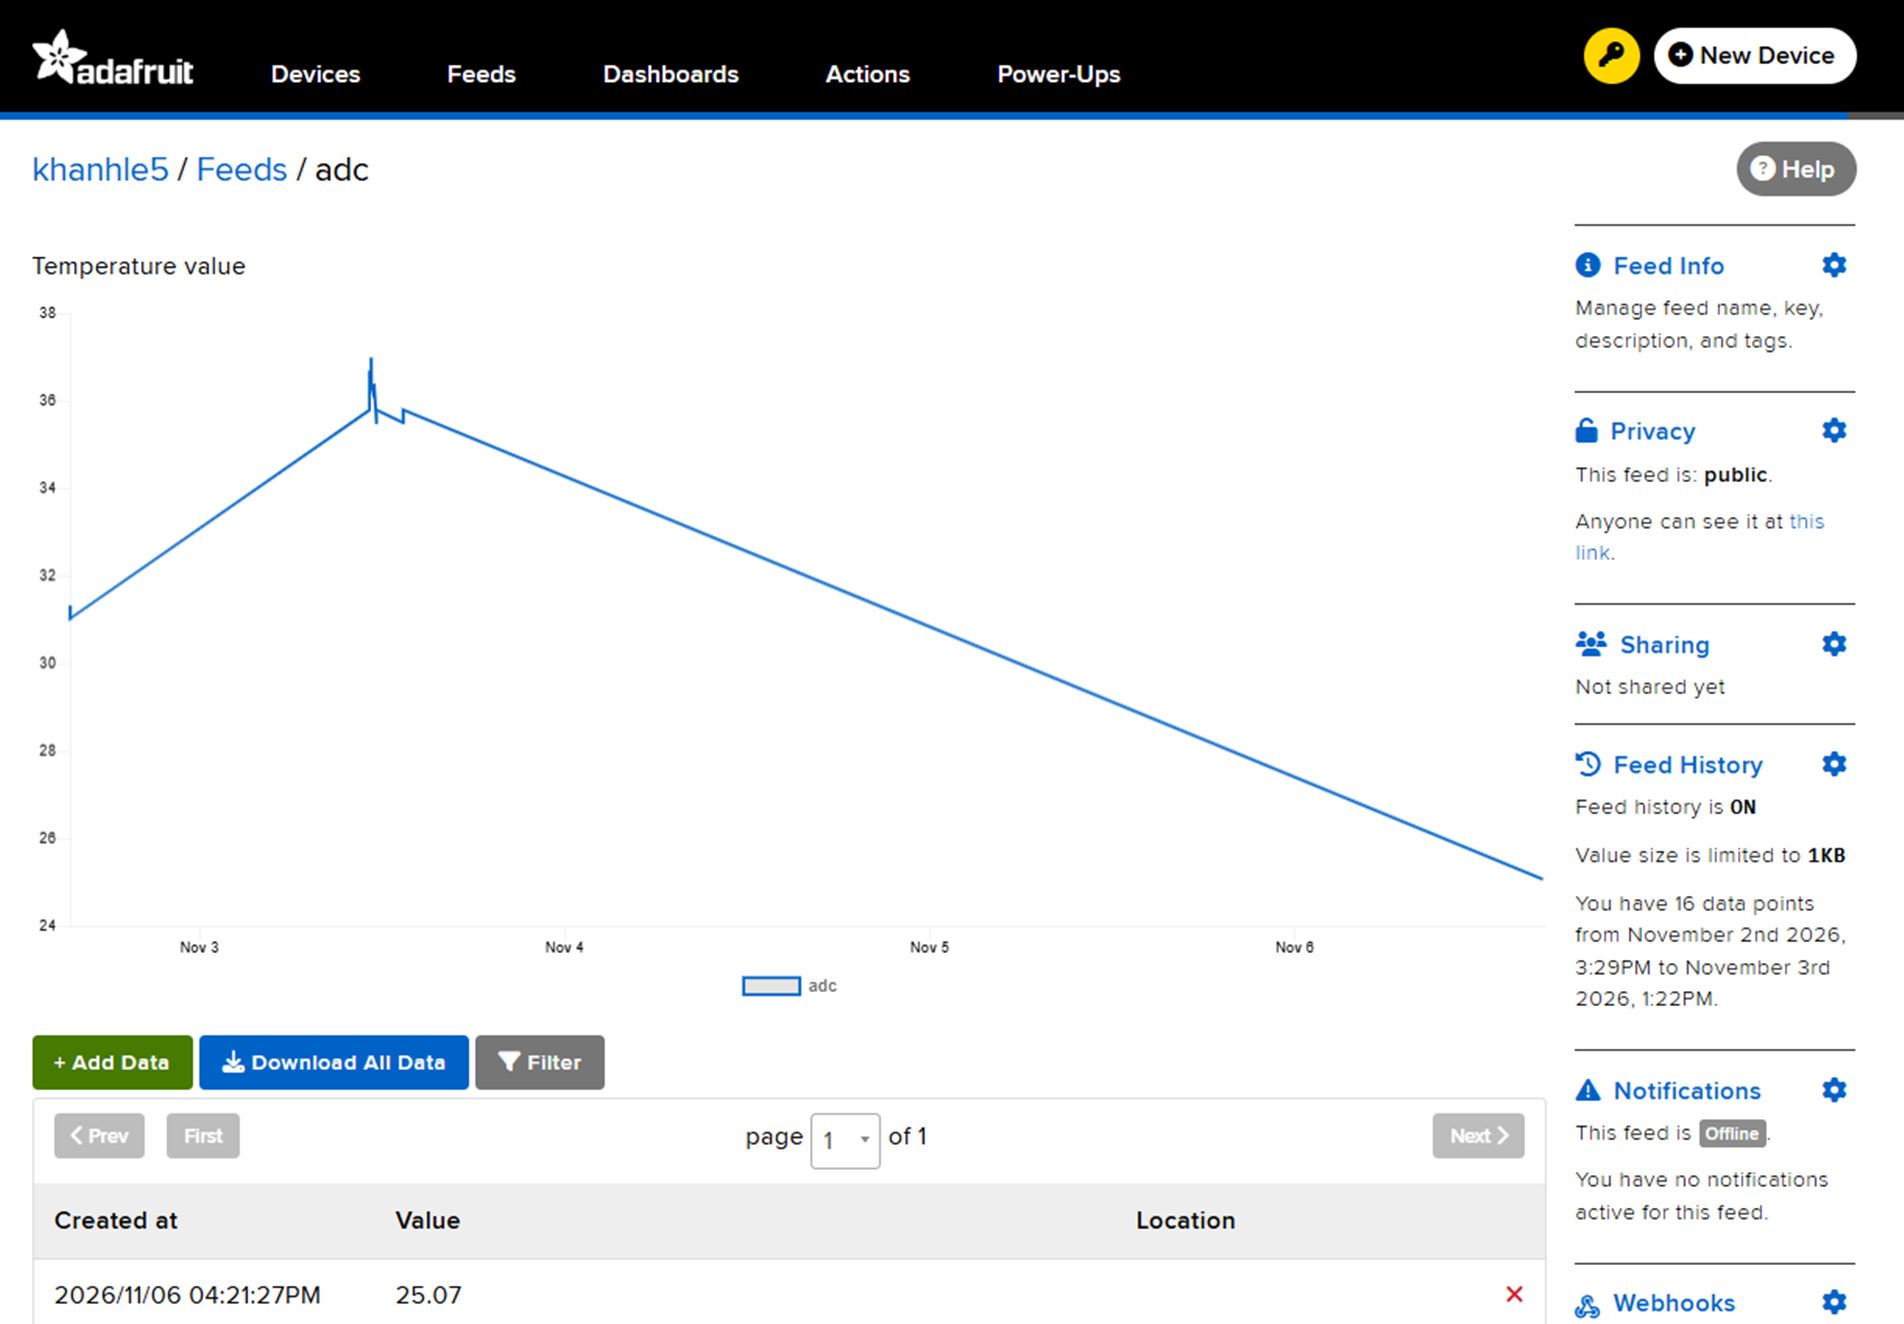 adafruit
Devices Feeds Dashboards Actions Power-Ups
New Device
khanhle5 / Feeds / adc
Help
Temperature value
38
36
34
32
30
28
26
24
Nov 3 Nov 4 Nov 5 Nov 6
adc
+ Add Data Download All Data Filter
Prev First page 1 of 1 Next
Created at Value Location
2026/11/06 04:21:27PM 25.07
Feed Info
Manage feed name, key,
description, and tags.
Privacy
This feed is: public.
Anyone can see it at this
link.
Sharing
Not shared yet
Feed History
Feed history is ON
Value size is limited to 1KB
You have 16 data points
from November 2nd 2026,
3:29PM to November 3rd
2026, 1:22PM.
Notifications
This feed is Offline.
You have no notifications
active for this feed.
Webhooks